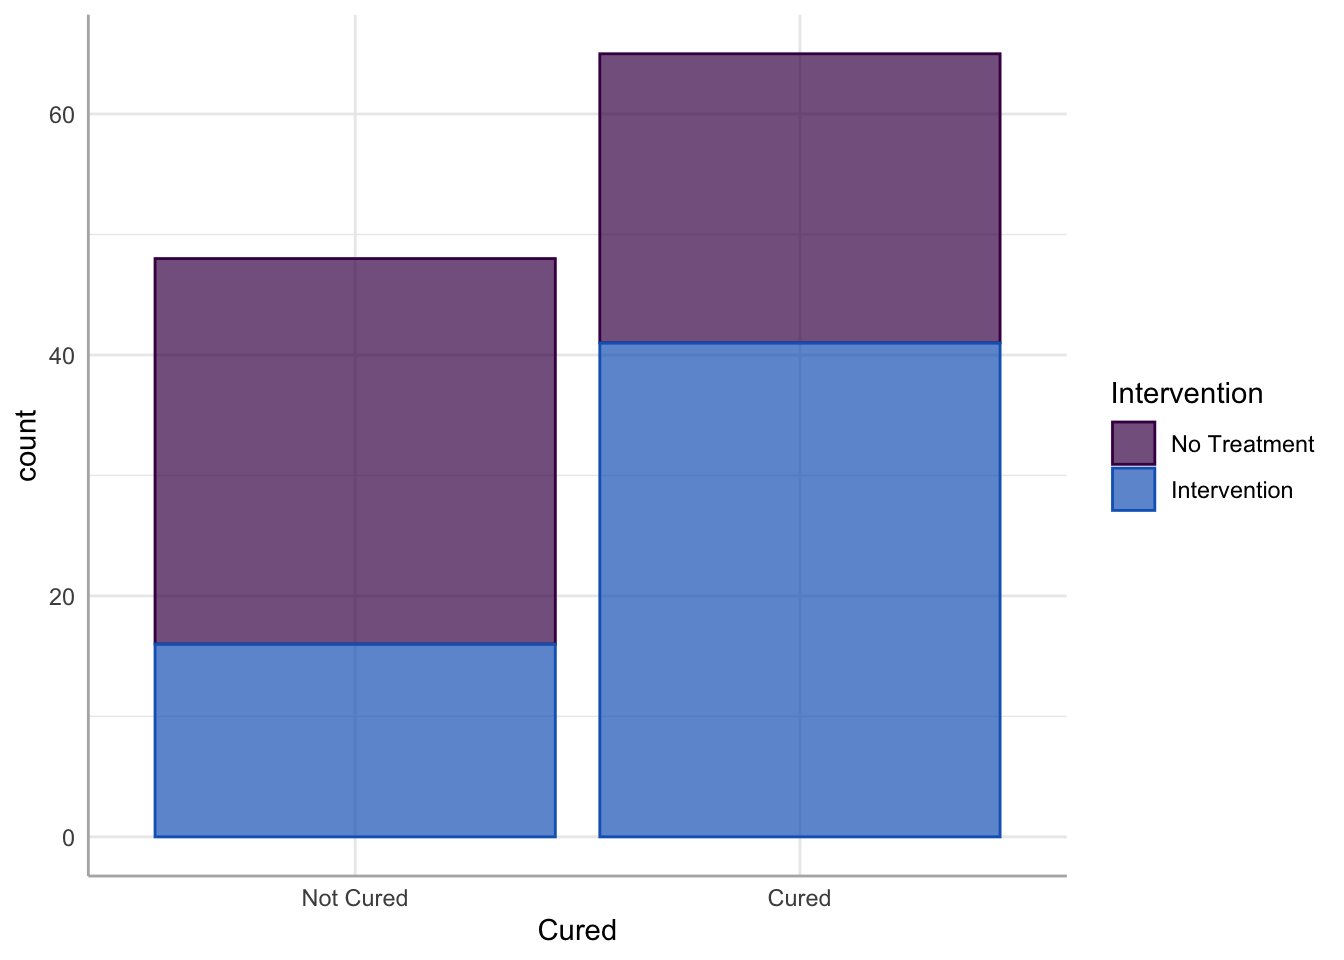 60
40
20
0
count
Not Cured
Cured
Cured
Intervention
No Treatment
Intervention